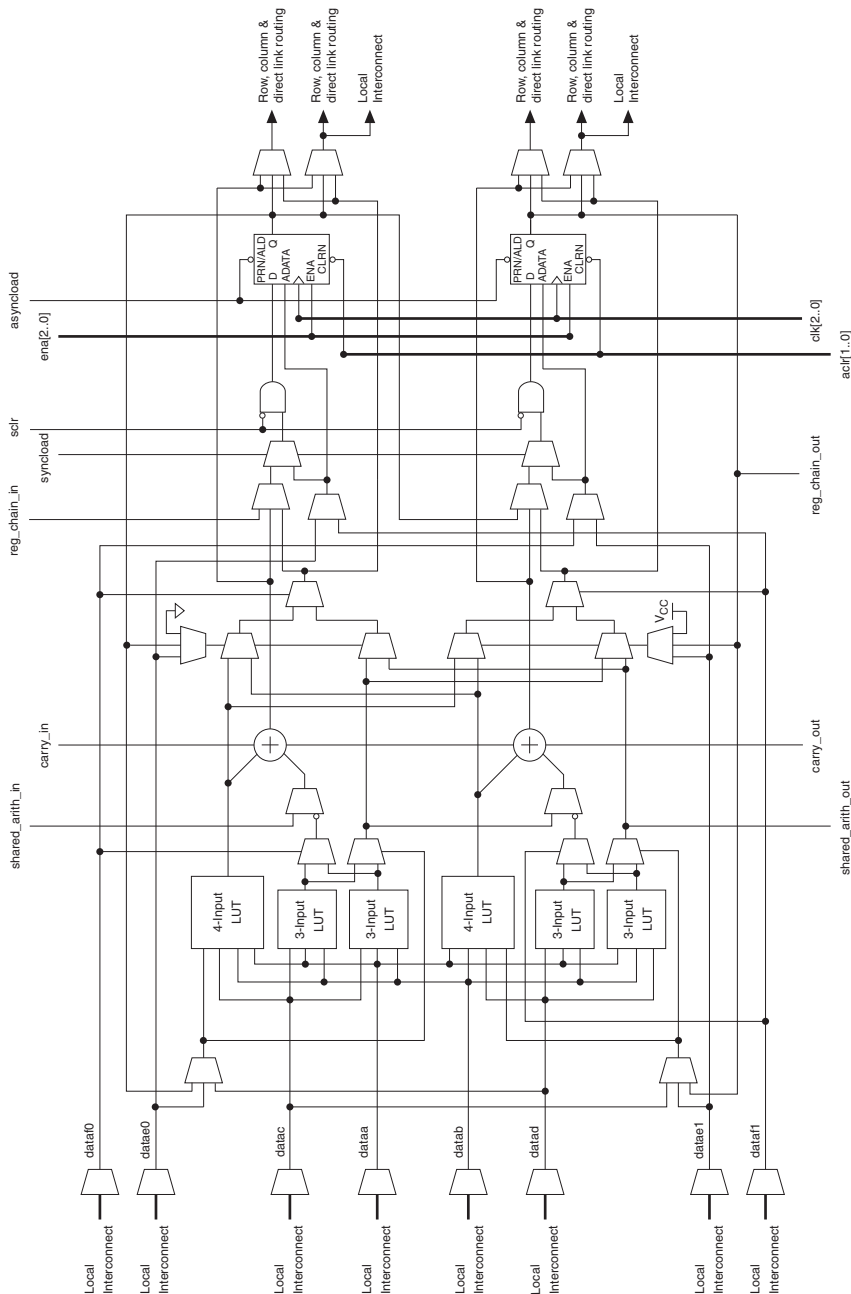 shared_arith_in
carry_in
reg_chain_in
syncload
sclr
ena[2..0]
asyncload
Row, column &
direct link routing
Row, column &
direct link routing
Local
Interconnect
PRN/ALD
D Q
ADATA
ENA
CLRN
Local
Interconnect
dataf0
Local
Interconnect
datae0
4-Input
LUT
Local
Interconnect
datac
3-Input
LUT
Local
Interconnect
dataa
3-Input
LUT
Local
Interconnect
datab
4-Input
LUT
Local
Interconnect
datad
3-Input
LUT
3-Input
LUT
VCC
PRN/ALD
D Q
ADATA
ENA
CLRN
Row, column &
direct link routing
Row, column &
direct link routing
Local
Interconnect
Local
Interconnect
datae1
Local
Interconnect
dataf1
shared_arith_out
carry_out
reg_chain_out
clk[2..0]
aclr[1..0]